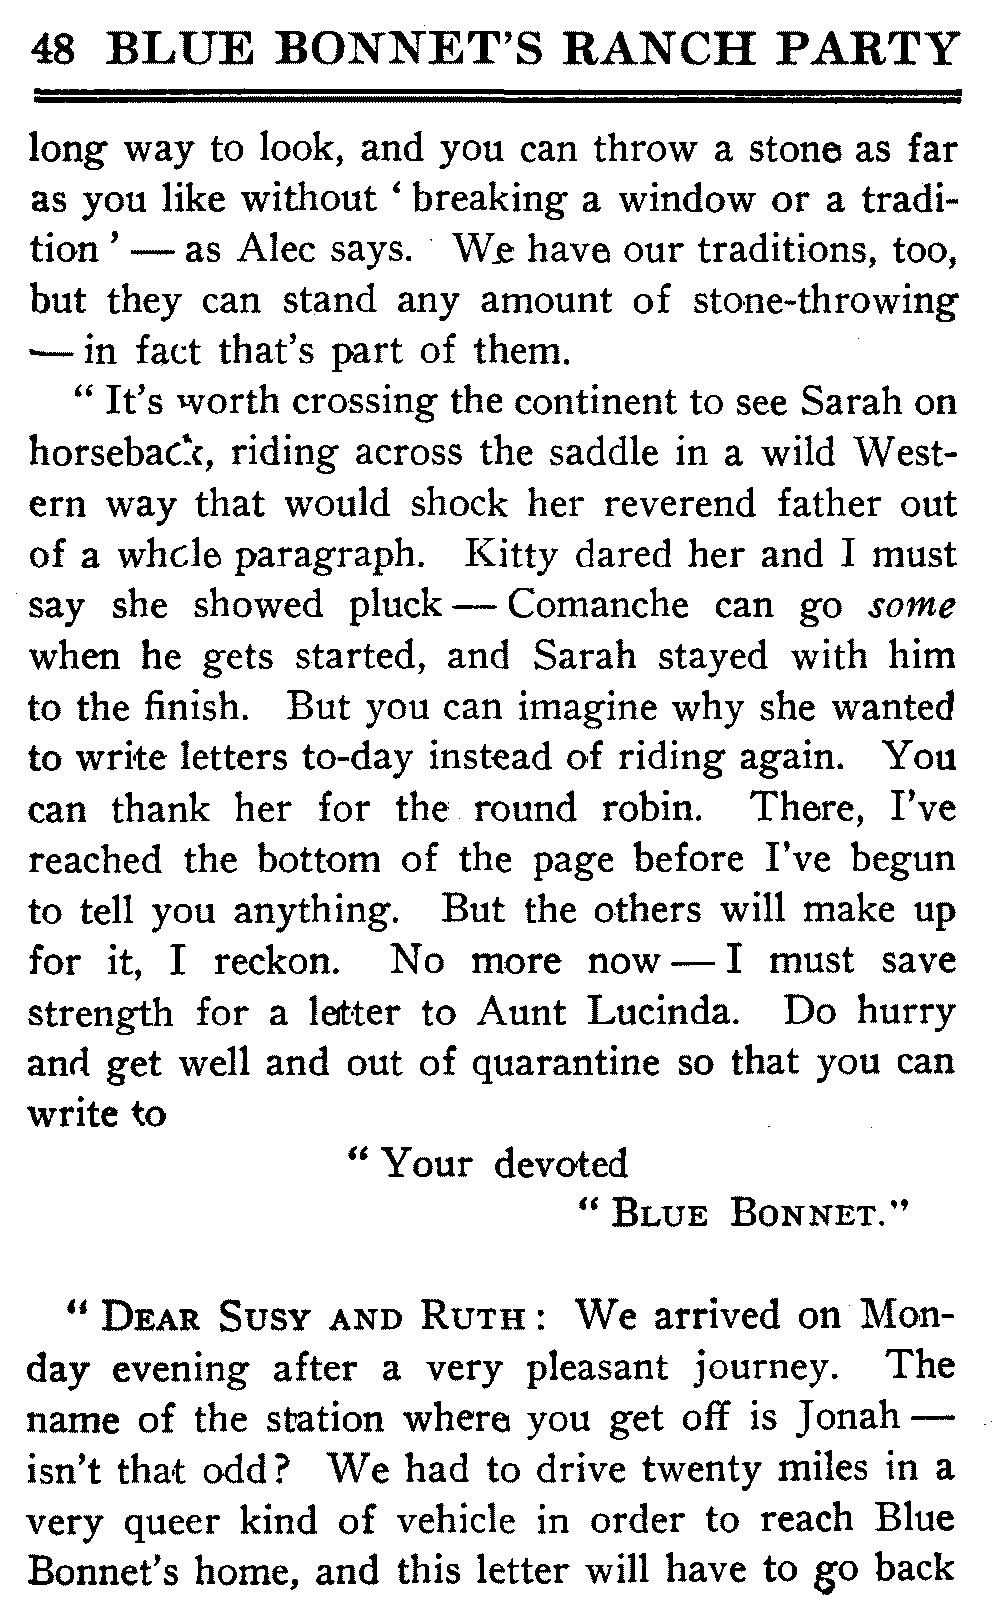 48 BLUE BONNET'S RANCH PARTY
long way to look, and you can throw a stone as far
as you like without ' breaking a window or a tradi-
tion ' — as Alec says. We have our traditions, too,
but they can stand any amount of stone-throwing
— in fact that's part of them.
" It's worth crossing the continent to see Sarah on
horseback, riding across the saddle in a wild West-
ern way that would shock her reverend father out
of a whole paragraph. Kitty dared her and I must
say she showed pluck — Comanche can go some
when he gets started, and Sarah stayed with him
to the finish. But you can imagine why she wanted
to write letters to-day instead of riding again. You
can thank her for the round robin. There, I've
reached the bottom of the page before I've begun
to tell you anything. But the others will make up
for it, I reckon. No more now — I must save
strength for a letter to Aunt Lucinda. Do hurry
and get well and out of quarantine so that you can
write to
" Your devoted
" BLUE BONNET."
" DEAR SUSY AND RUTH : We arrived on Mon-
day evening after a very pleasant journey. The
name of the station where you get off is Jonah —
isn't that odd? We had to drive twenty miles in a
very queer kind of vehicle in order to reach Blue
Bonnet's home, and this letter will have to go back